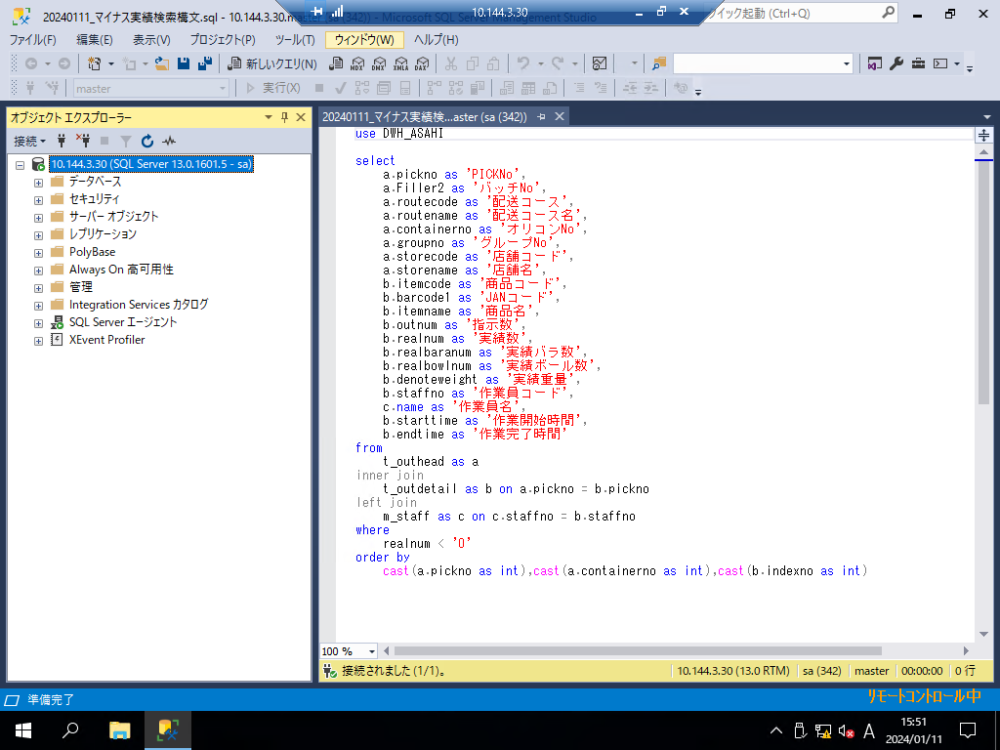 20240111_マイナス実績検索構文.sql - 10.144.3.30.m
(342)) - Microsoft SQL Server Management Studio
10.144.3.30
イック起動 (Ctrl+Q)
ファイル(F) 編集(E) 表示(V) プロジェクト(P) ツール(T) ウィンドウ(W) ヘルプ(H)
新しいクエリ(N) MDX DMX XMLA DAX
master 実行(X)
オブジェクト エクスプローラー
接続
10.144.3.30 (SQL Server 13.0.1601.5 - sa)
データベース
セキュリティ
サーバー オブジェクト
レプリケーション
PolyBase
Always On 高可用性
管理
Integration Services カタログ
SQL Server エージェント
XEvent Profiler
20240111_マイナス実績検...aster (sa (342))
use DWH_ASAHI
select
a.pickno as 'PICKNo',
a.Filler2 as 'バッチNo',
a.routecode as '配送コース',
a.routename as '配送コース名',
a.containerno as 'オリコンNo',
a.groupno as 'グループNo',
a.storecode as '店舗コード',
a.storename as '店舗名',
b.itemcode as '商品コード',
b.barcode1 as 'JANコード',
b.itemname as '商品名',
b.outnum as '指示数',
b.realnum as '実績数',
b.realbaranum as '実績バラ数',
b.realbowlnum as '実績ボール数',
b.denoteweight as '実績重量',
b.staffno as '作業員コード',
c.name as '作業員名',
b.starttime as '作業開始時間',
b.endtime as '作業完了時間'
from
t_outhead as a
inner join
t_outdetail as b on a.pickno = b.pickno
left join
m_staff as c on c.staffno = b.staffno
where
realnum < '0'
order by
cast(a.pickno as int),cast(a.containerno as int),cast(b.indexno as int)
100 %
接続されました (1/1)。 10.144.3.30 (13.0 RTM) sa (342) master 00:00:00 0 行
準備完了
リモートコントロール中
A
15:51
2024/01/11